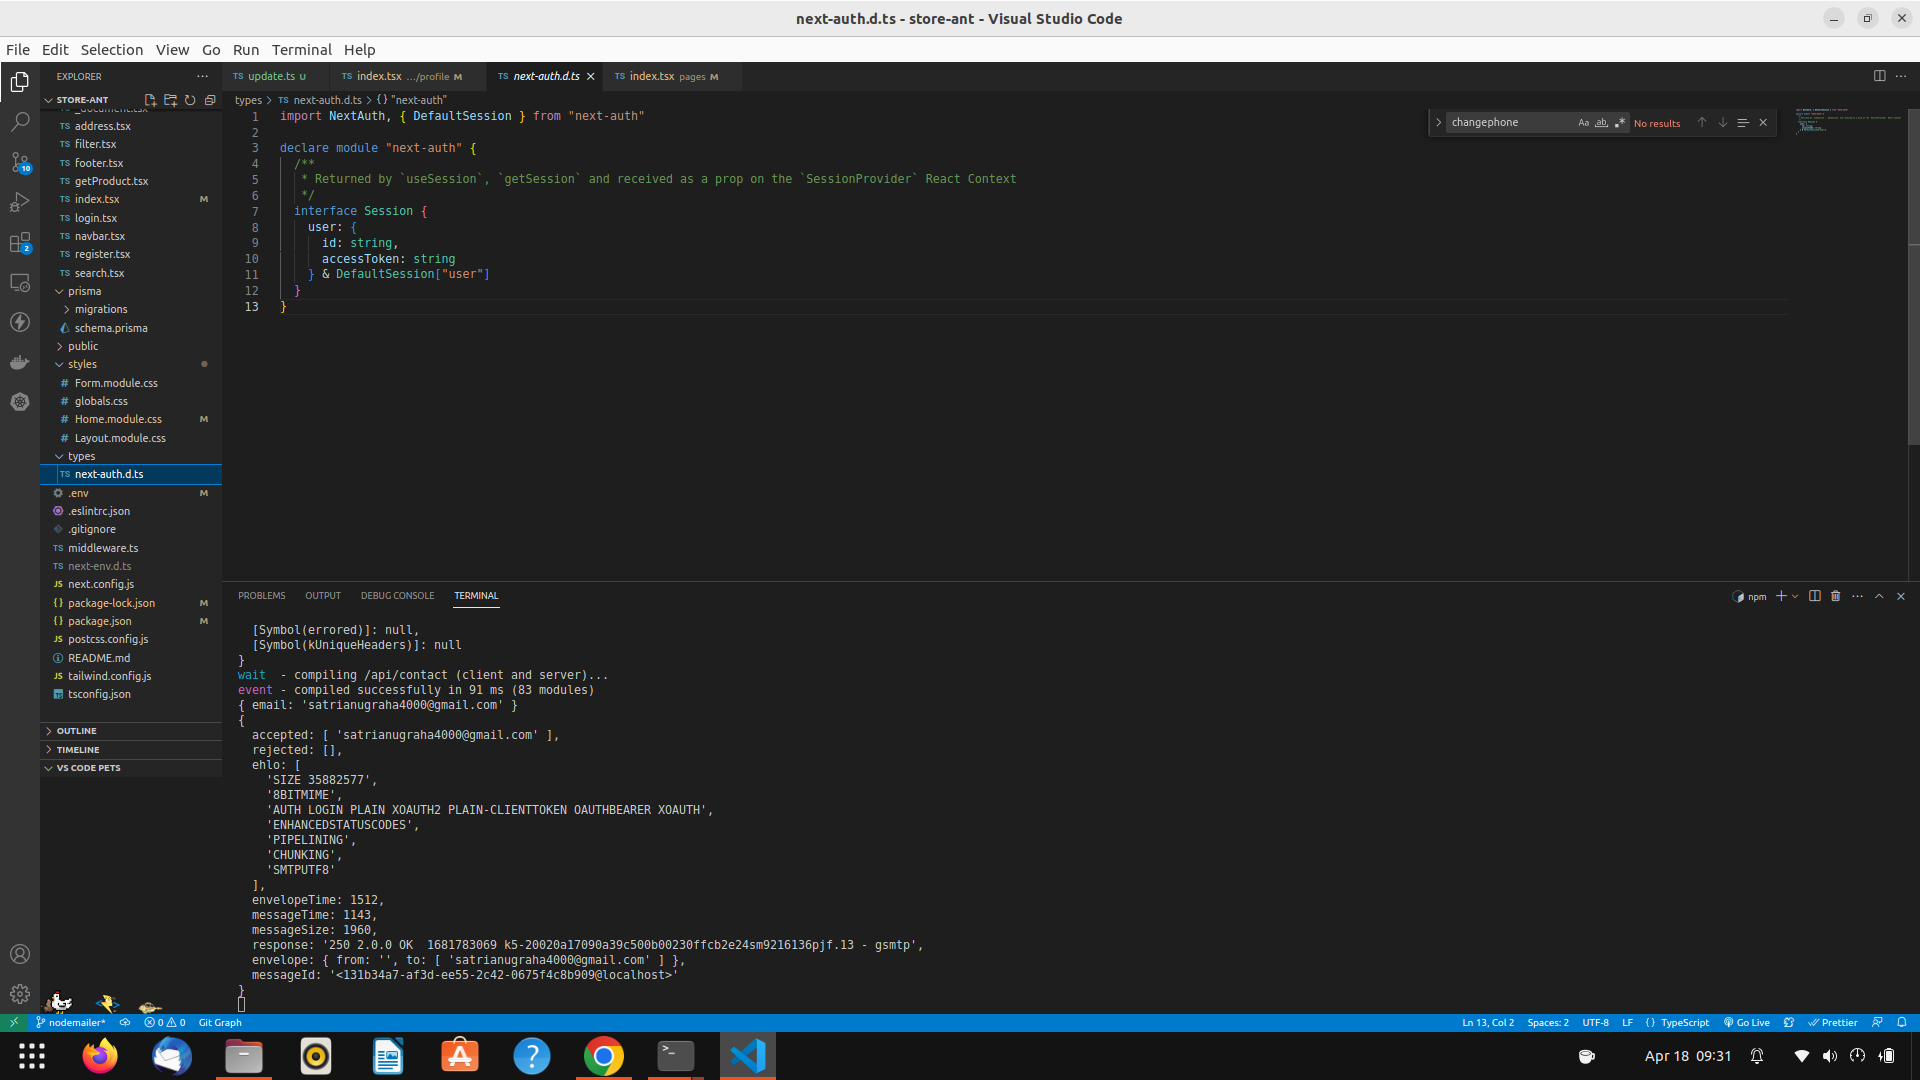 next-auth.d.ts - store-ant - Visual Studio Code
File Edit Selection View Go Run Terminal Help
EXPLORER
STORE-ANT
_document.tsx
address.tsx
filter.tsx
footer.tsx
getProduct.tsx
index.tsx M
login.tsx
navbar.tsx
register.tsx
search.tsx
prisma
migrations
schema.prisma
public
styles
Form.module.css
globals.css
Home.module.css M
Layout.module.css
types
next-auth.d.ts
.env M
.eslintrc.json
.gitignore
middleware.ts
next-env.d.ts
next.config.js
package-lock.json M
package.json M
postcss.config.js
README.md
tailwind.config.js
tsconfig.json
OUTLINE
TIMELINE
VS CODE PETS
10
2
TS update.ts U TS index.tsx .../profile M TS next-auth.d.ts TS index.tsx pages M
types > TS next-auth.d.ts > {} "next-auth"
changephone Aa ab No results
1 import NextAuth, { DefaultSession } from "next-auth"
2
3 declare module "next-auth" {
4 /**
5 * Returned by `useSession`, `getSession` and received as a prop on the `SessionProvider` React Context
6 */
7 interface Session {
8 user: {
9 id: string,
10 accessToken: string
11 } & DefaultSession["user"]
12 }
13 }
PROBLEMS OUTPUT DEBUG CONSOLE TERMINAL npm
[Symbol(errored)]: null,
[Symbol(kUniqueHeaders)]: null
}
wait - compiling /api/contact (client and server)...
event - compiled successfully in 91 ms (83 modules)
{ email: 'satrianugraha4000@gmail.com' }
{
accepted: [ 'satrianugraha4000@gmail.com' ],
rejected: [],
ehlo: [
'SIZE 35882577',
'8BITMIME',
'AUTH LOGIN PLAIN XOAUTH2 PLAIN-CLIENTTOKEN OAUTHBEARER XOAUTH',
'ENHANCEDSTATUSCODES',
'PIPELINING',
'CHUNKING',
'SMTPUTF8'
],
envelopeTime: 1512,
messageTime: 1143,
messageSize: 1960,
response: '250 2.0.0 OK  1681783069 k5-20020a17090a39c500b00230ffcb2e24sm9216136pjf.13 - gsmtp',
envelope: { from: '', to: [ 'satrianugraha4000@gmail.com' ] },
messageId: '<131b34a7-af3d-ee55-2c42-0675f4c8b909@localhost>'
}
nodemailer* 0 0 Git Graph Ln 13, Col 2 Spaces: 2 UTF-8 LF {} TypeScript Go Live Prettier
Apr 18 09:31